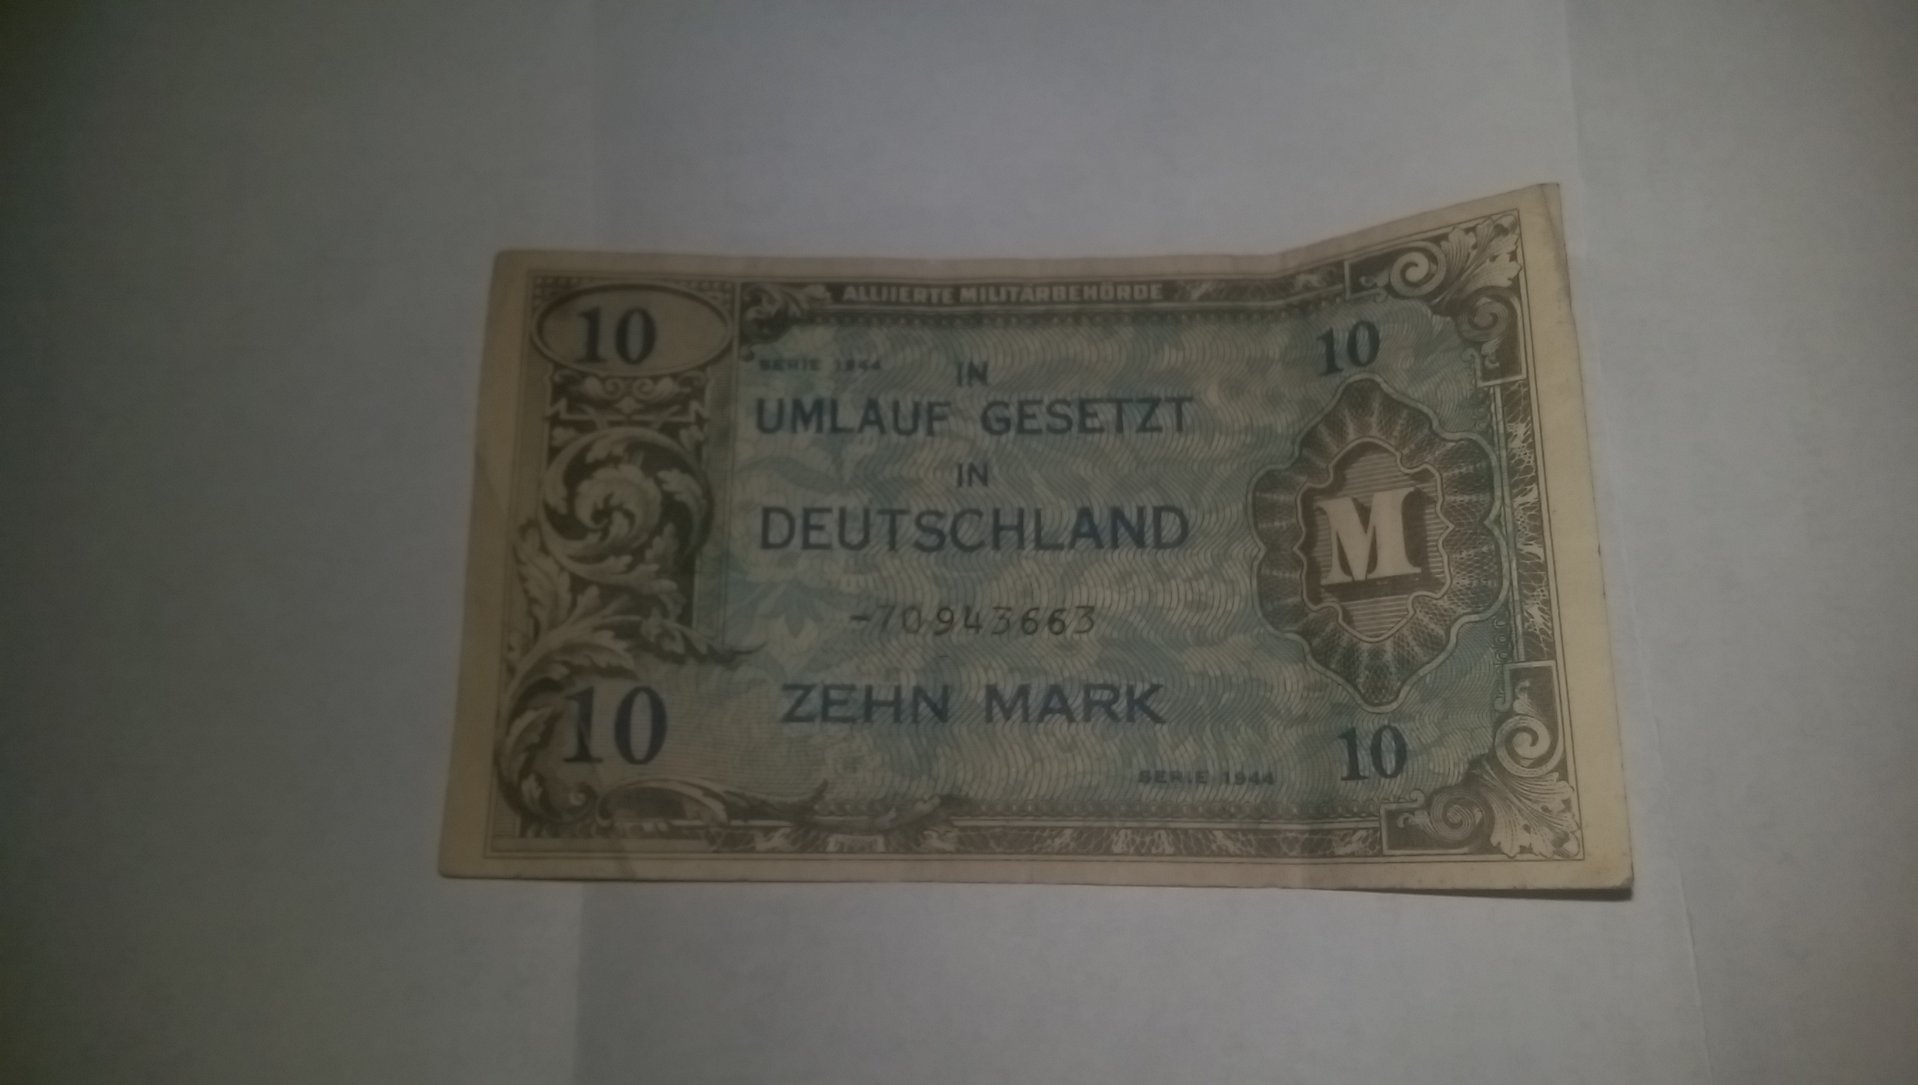 ALLIIERTE MILITÄRBEHÖRDE
10
10
SERIE 1944
IN
UMLAUF GESETZT
IN
DEUTSCHLAND
M
-70943663
ZEHN MARK
10
10
SERIE 1944